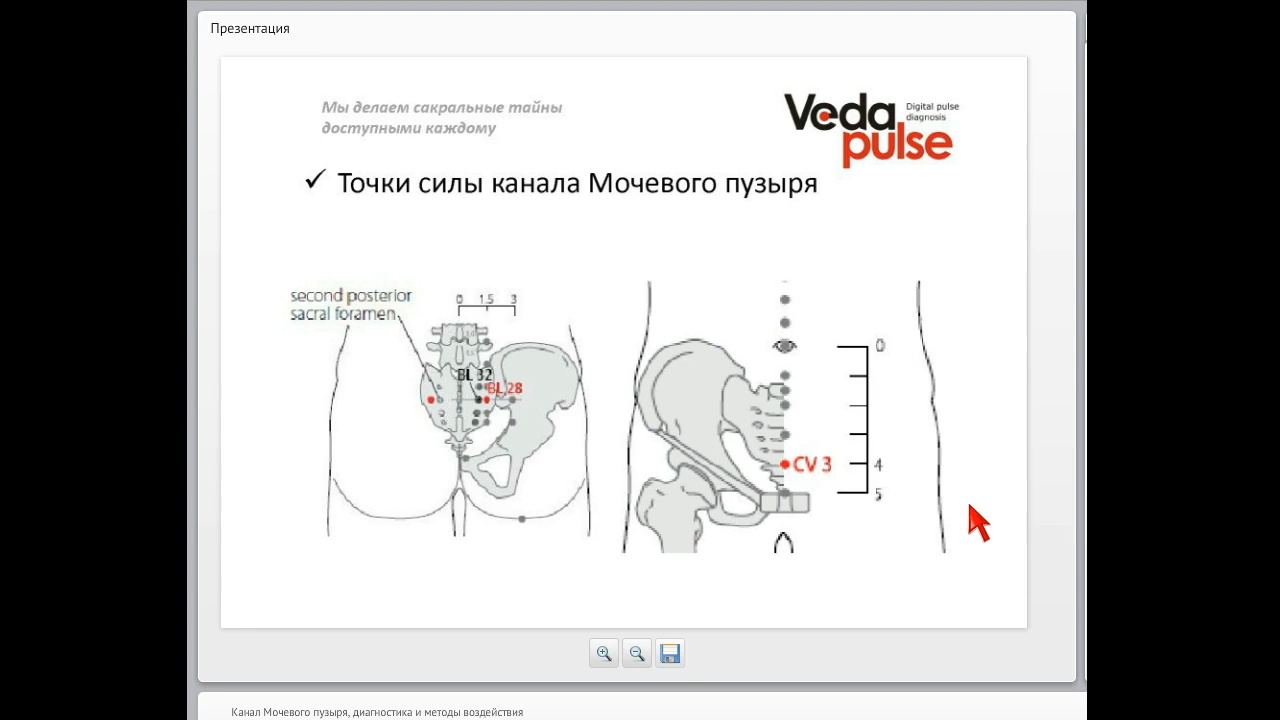 Презентация
Мы делаем сакральные тайны
доступными каждому
Veda
pulse
Digital pulse
diagnosis
✓ Точки силы канала Мочевого пузыря
second posterior
sacral foramen
0 1.5 3
BL 32
BL 28
0
CV 3
4
5
Канал Мочевого пузыря, диагностика и методы воздействия